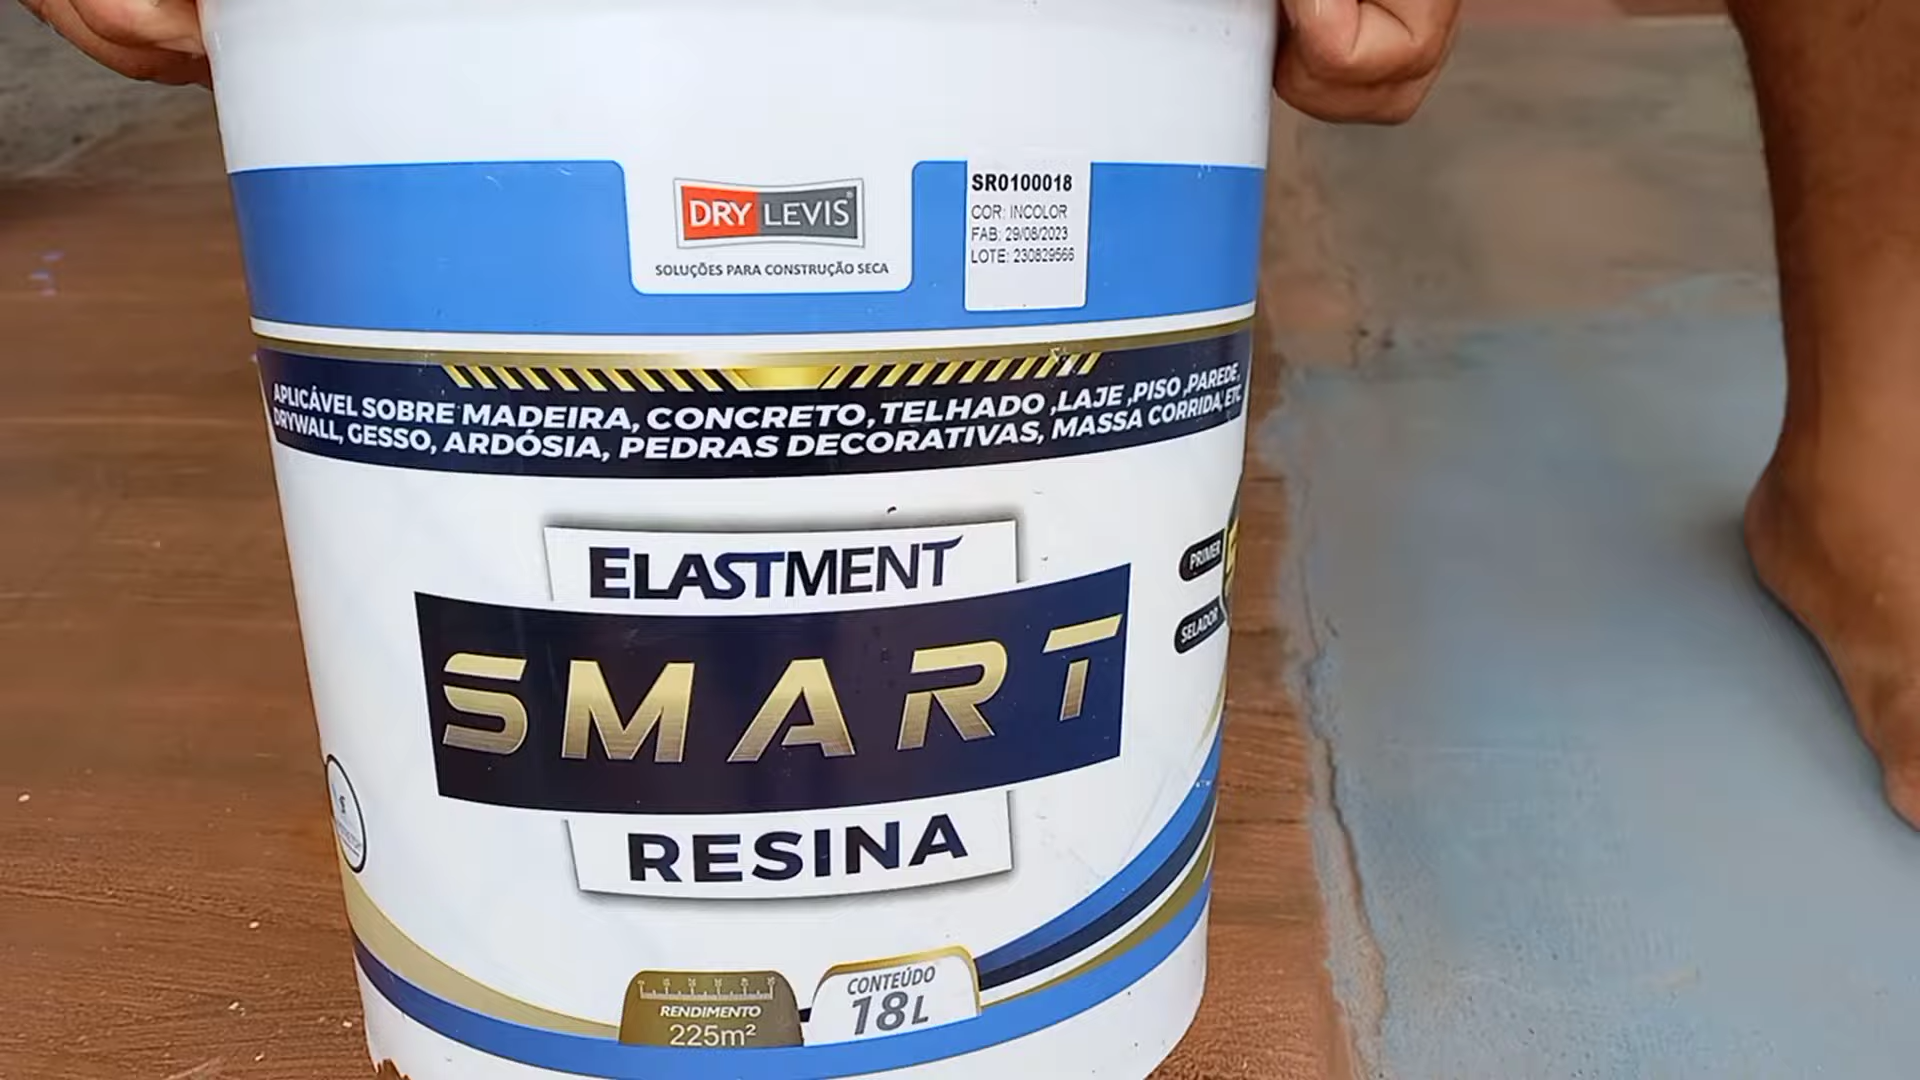 DRY LEVIS®
SOLUÇÕES PARA CONSTRUÇÃO SECA
SR0100018
COR: INCOLOR
FAB: 29/08/2023
LOTE: 230829566
APLICÁVEL SOBRE MADEIRA, CONCRETO, TELHADO ,LAJE ,PISO ,PAREDE,
DRYWALL, GESSO, ARDÓSIA, PEDRAS DECORATIVAS, MASSA CORRIDA, ETC
ELASTMENT
SMART
RESINA
PRIMER
SELADOR
RENDIMENTO
225m²
CONTEÚDO
18L